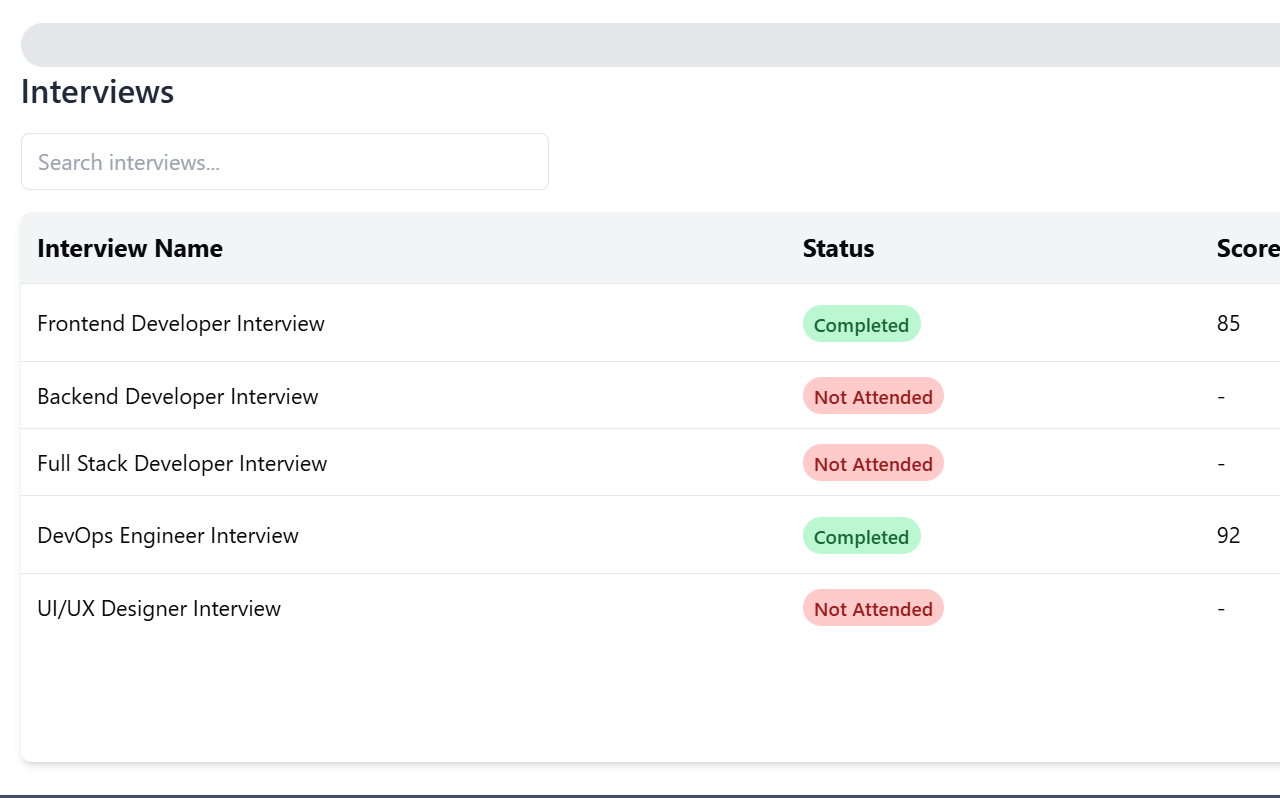 Interviews
Search interviews...
Interview Name Status Score
Frontend Developer Interview Completed 85
Backend Developer Interview Not Attended -
Full Stack Developer Interview Not Attended -
DevOps Engineer Interview Completed 92
UI/UX Designer Interview Not Attended -